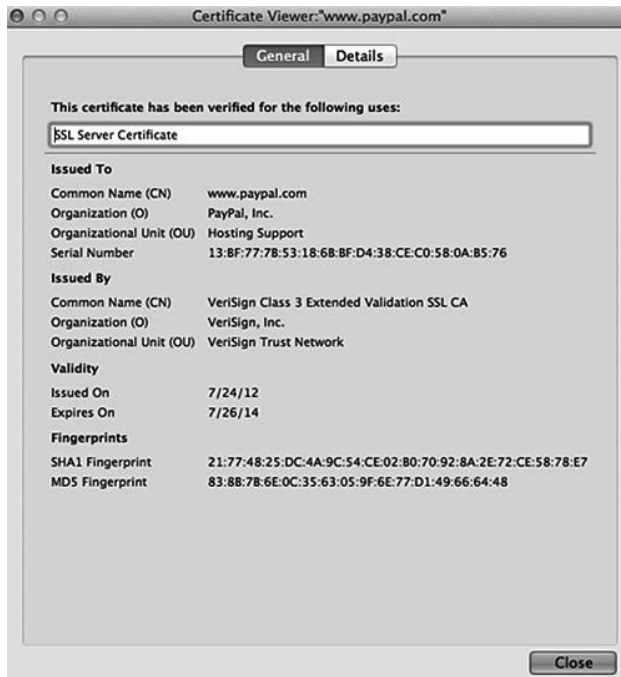 Certificate Viewer:"www.paypal.com"
General Details
This certificate has been verified for the following uses:
SSL Server Certificate
Issued To
Common Name (CN) www.paypal.com
Organization (O) PayPal, Inc.
Organizational Unit (OU) Hosting Support
Serial Number 13:BF:77:7B:53:18:6B:BF:D4:38:CE:C0:58:0A:B5:76
Issued By
Common Name (CN) VeriSign Class 3 Extended Validation SSL CA
Organization (O) VeriSign, Inc.
Organizational Unit (OU) VeriSign Trust Network
Validity
Issued On 7/24/12
Expires On 7/26/14
Fingerprints
SHA1 Fingerprint 21:77:48:25:DC:4A:9C:54:CE:02:B0:70:92:8A:2E:72:CE:58:78:E7
MD5 Fingerprint 83:8B:7B:6E:0C:35:63:05:9F:6E:77:D1:49:66:64:48
Close